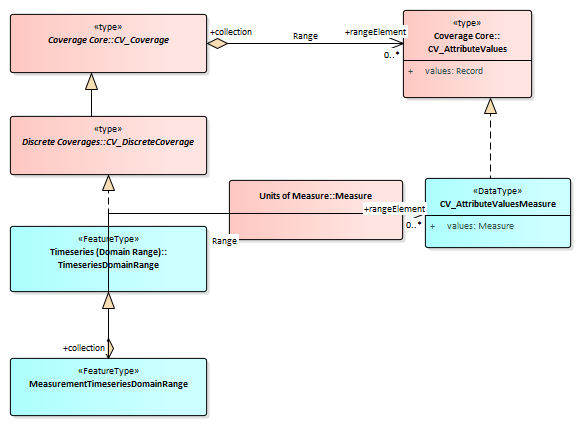 «type»
Coverage Core::CV_Coverage
+collection
Range
+rangeElement
0..*
«type»
Coverage Core::
CV_AttributeValues
+ values: Record
«type»
Discrete Coverages::CV_DiscreteCoverage
Units of Measure::Measure
+rangeElement
0..*
Range
«DataType»
CV_AttributeValuesMeasure
+ values: Measure
«FeatureType»
Timeseries (Domain Range)::
TimeseriesDomainRange
+collection
«FeatureType»
MeasurementTimeseriesDomainRange